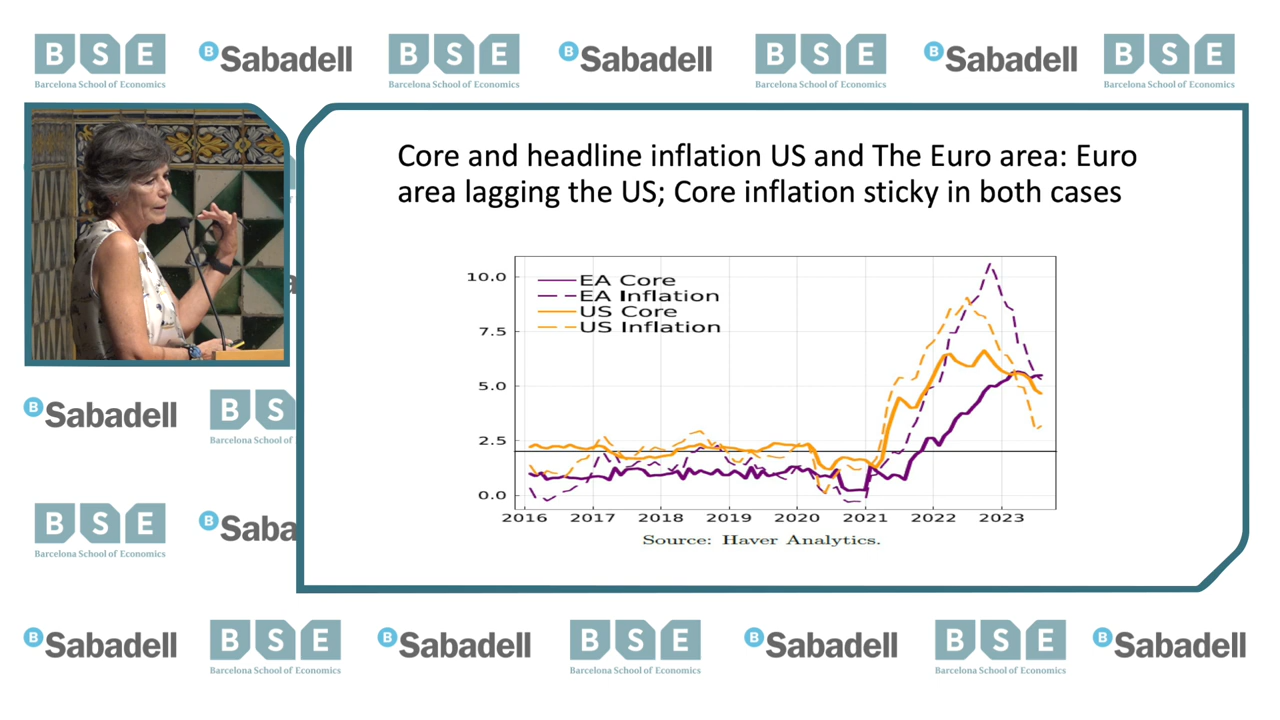 BSE
Barcelona School of Economics
B Sabadell
BSE
Barcelona School of Economics
B Sabadell
BSE
Barcelona School of Economics
B Sabadell
BSE
Barcelona School of Economics
Core and headline inflation US and The Euro area: Euro
area lagging the US; Core inflation sticky in both cases
EA Core
EA Inflation
US Core
US Inflation
10.0
7.5
5.0
2.5
0.0
2016 2017 2018 2019 2020 2021 2022 2023
Source: Haver Analytics.
B Sabadell
BS
Barcelona School of
BSE
Barcelona School of Economics
B Saba
B Sabadell
BSE
Barcelona School of Economics
B Sabadell
BSE
Barcelona School of Economics
B Sabadell
BSE
Barcelona School of Economics
B Sabadell